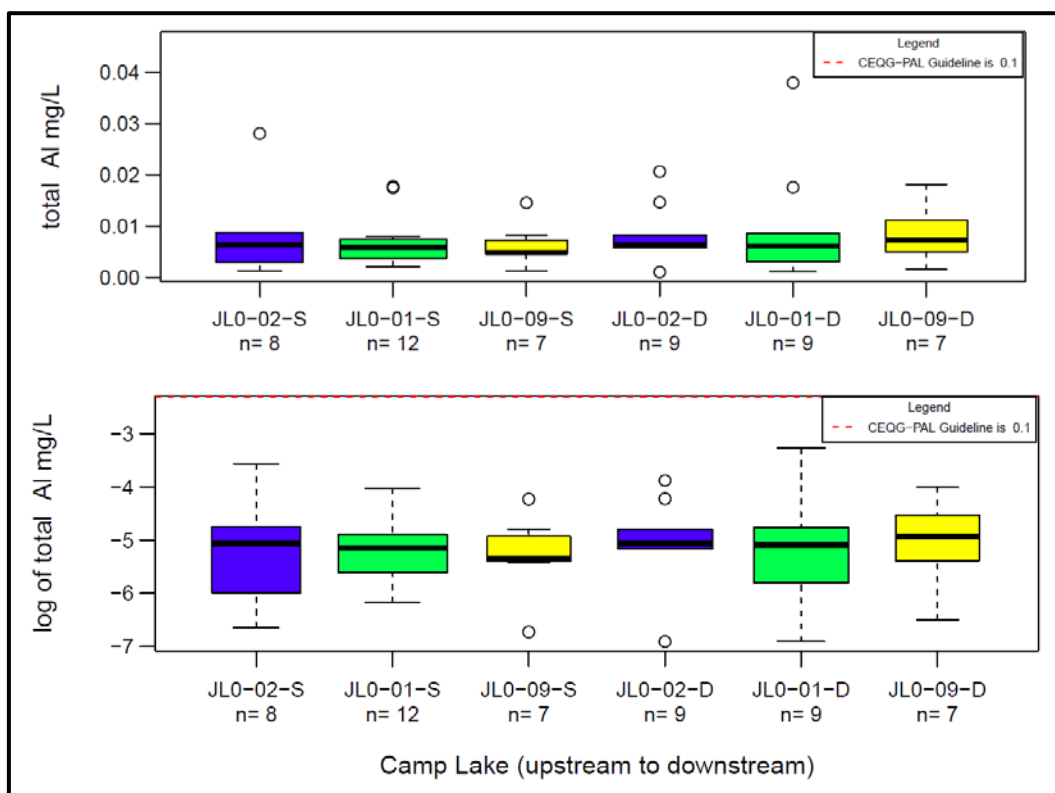 Legend
CEQG-PAL Guideline is 0.1
total Al mg/L
0.04
0.03
0.02
0.01
0.00
JL0-02-S JL0-01-S JL0-09-S JL0-02-D JL0-01-D JL0-09-D
n= 8 n= 12 n= 7 n= 9 n= 9 n= 7
Legend
CEQG-PAL Guideline is 0.1
log of total Al mg/L
-3
-4
-5
-6
-7
JL0-02-S JL0-01-S JL0-09-S JL0-02-D JL0-01-D JL0-09-D
n= 8 n= 12 n= 7 n= 9 n= 9 n= 7
Camp Lake (upstream to downstream)